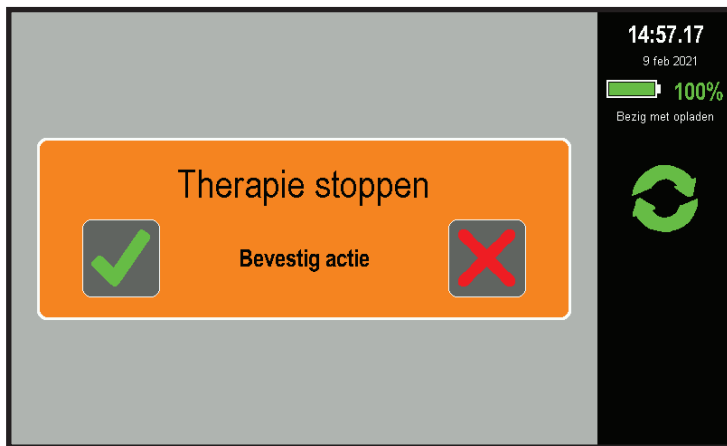 14:57.17
9 feb 2021
100%
Bezig met opladen
Therapie stoppen
Bevestig actie